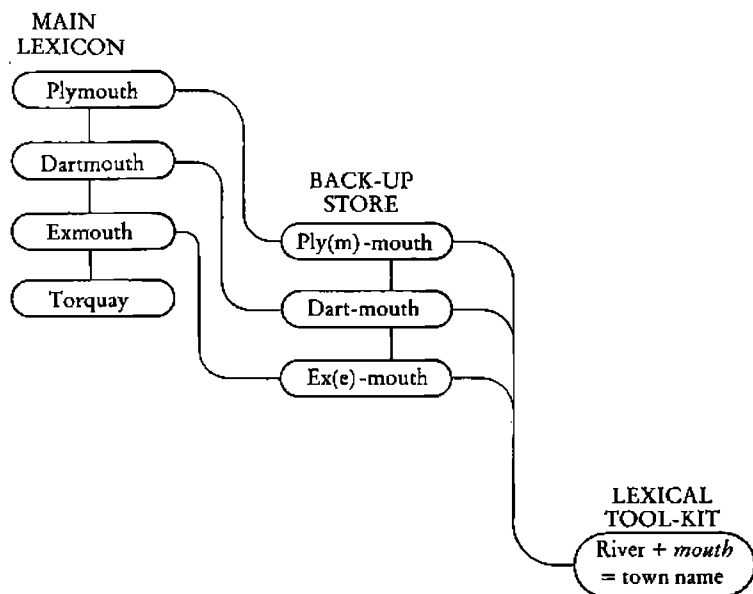 MAIN
LEXICON
Plymouth
Dartmouth
Exmouth
Torquay
BACK-UP
STORE
Ply(m)-mouth
Dart-mouth
Ex(e)-mouth
LEXICAL
TOOL-KIT
River + mouth
= town name